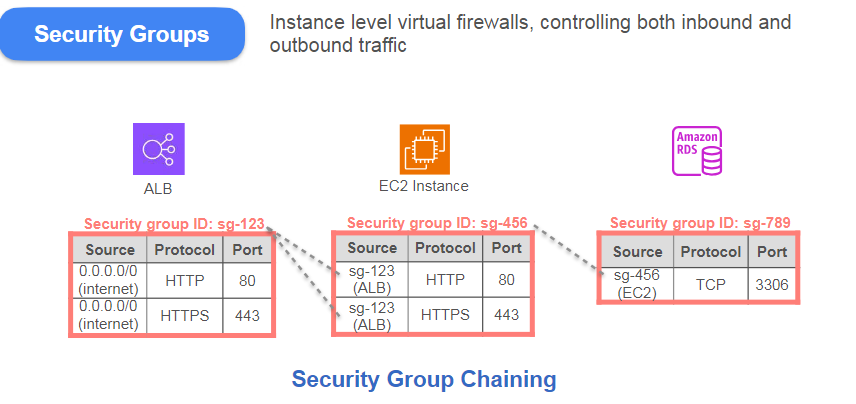 Security Groups
Instance level virtual firewalls, controlling both inbound and
outbound traffic
ALB
EC2 Instance
Amazon
RDS
Security group ID: sg-123
Source Protocol Port
0.0.0.0/0
(internet) HTTP 80
0.0.0.0/0
(internet) HTTPS 443
Security group ID: sg-456
Source Protocol Port
sg-123
(ALB) HTTP 80
sg-123
(ALB) HTTPS 443
Security group ID: sg-789
Source Protocol Port
sg-456
(EC2) TCP 3306
Security Group Chaining